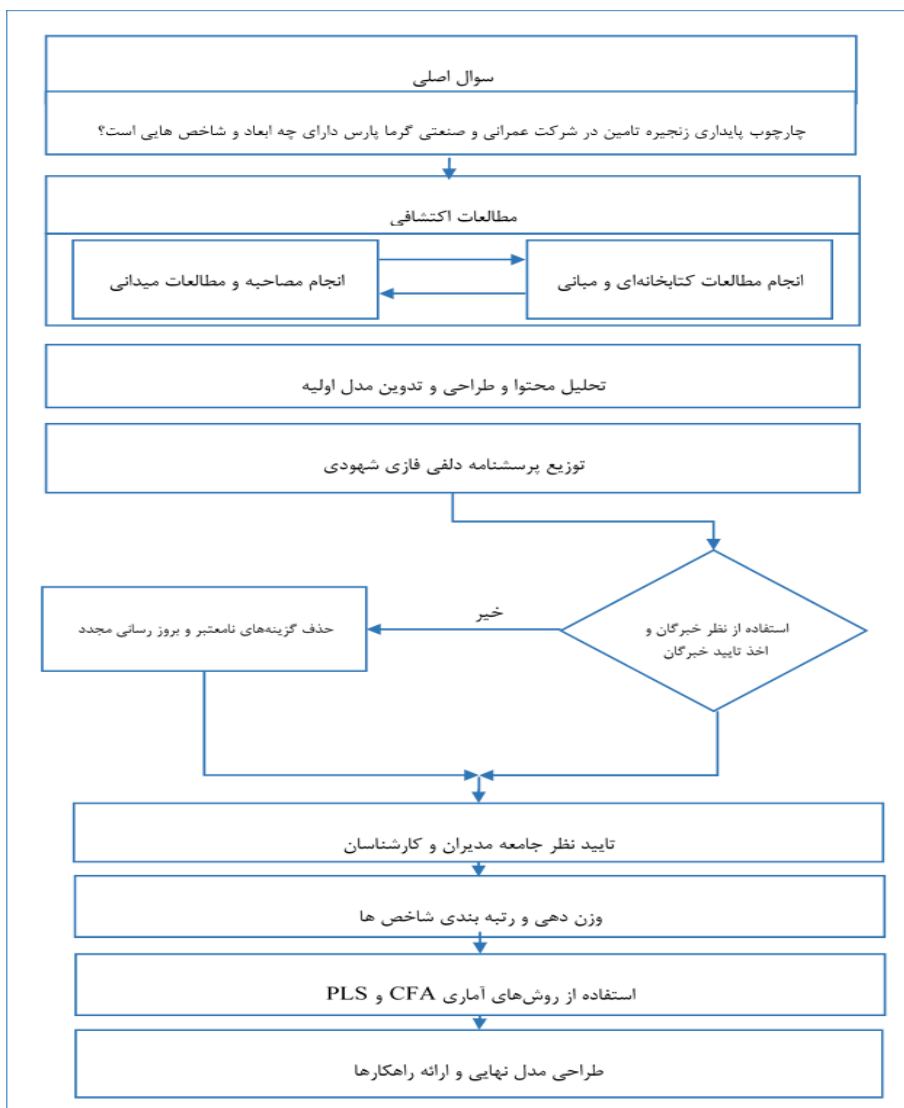 سوال اصلی
چارچوب پایداری زنجیره تامین در شرکت عمرانی و صنعتی گرما پارس دارای چه ابعاد و شاخص هایی است؟
مطالعات اکتشافی
انجام مطالعات کتابخانه‌ای و مبانی
انجام مصاحبه و مطالعات میدانی
تحلیل محتوا و طراحی و تدوین مدل اولیه
توزیع پرسشنامه دلفی فازی شهودی
استفاده از نظر خبرگان و
اخذ تایید خبرگان
خیر
حذف گزینه‌های نامعتبر و بروز رسانی مجدد
تایید نظر جامعه مدیران و کارشناسان
وزن دهی و رتبه بندی شاخص ها
استفاده از روش‌های آماری CFA و PLS
طراحی مدل نهایی و ارائه راهکارها